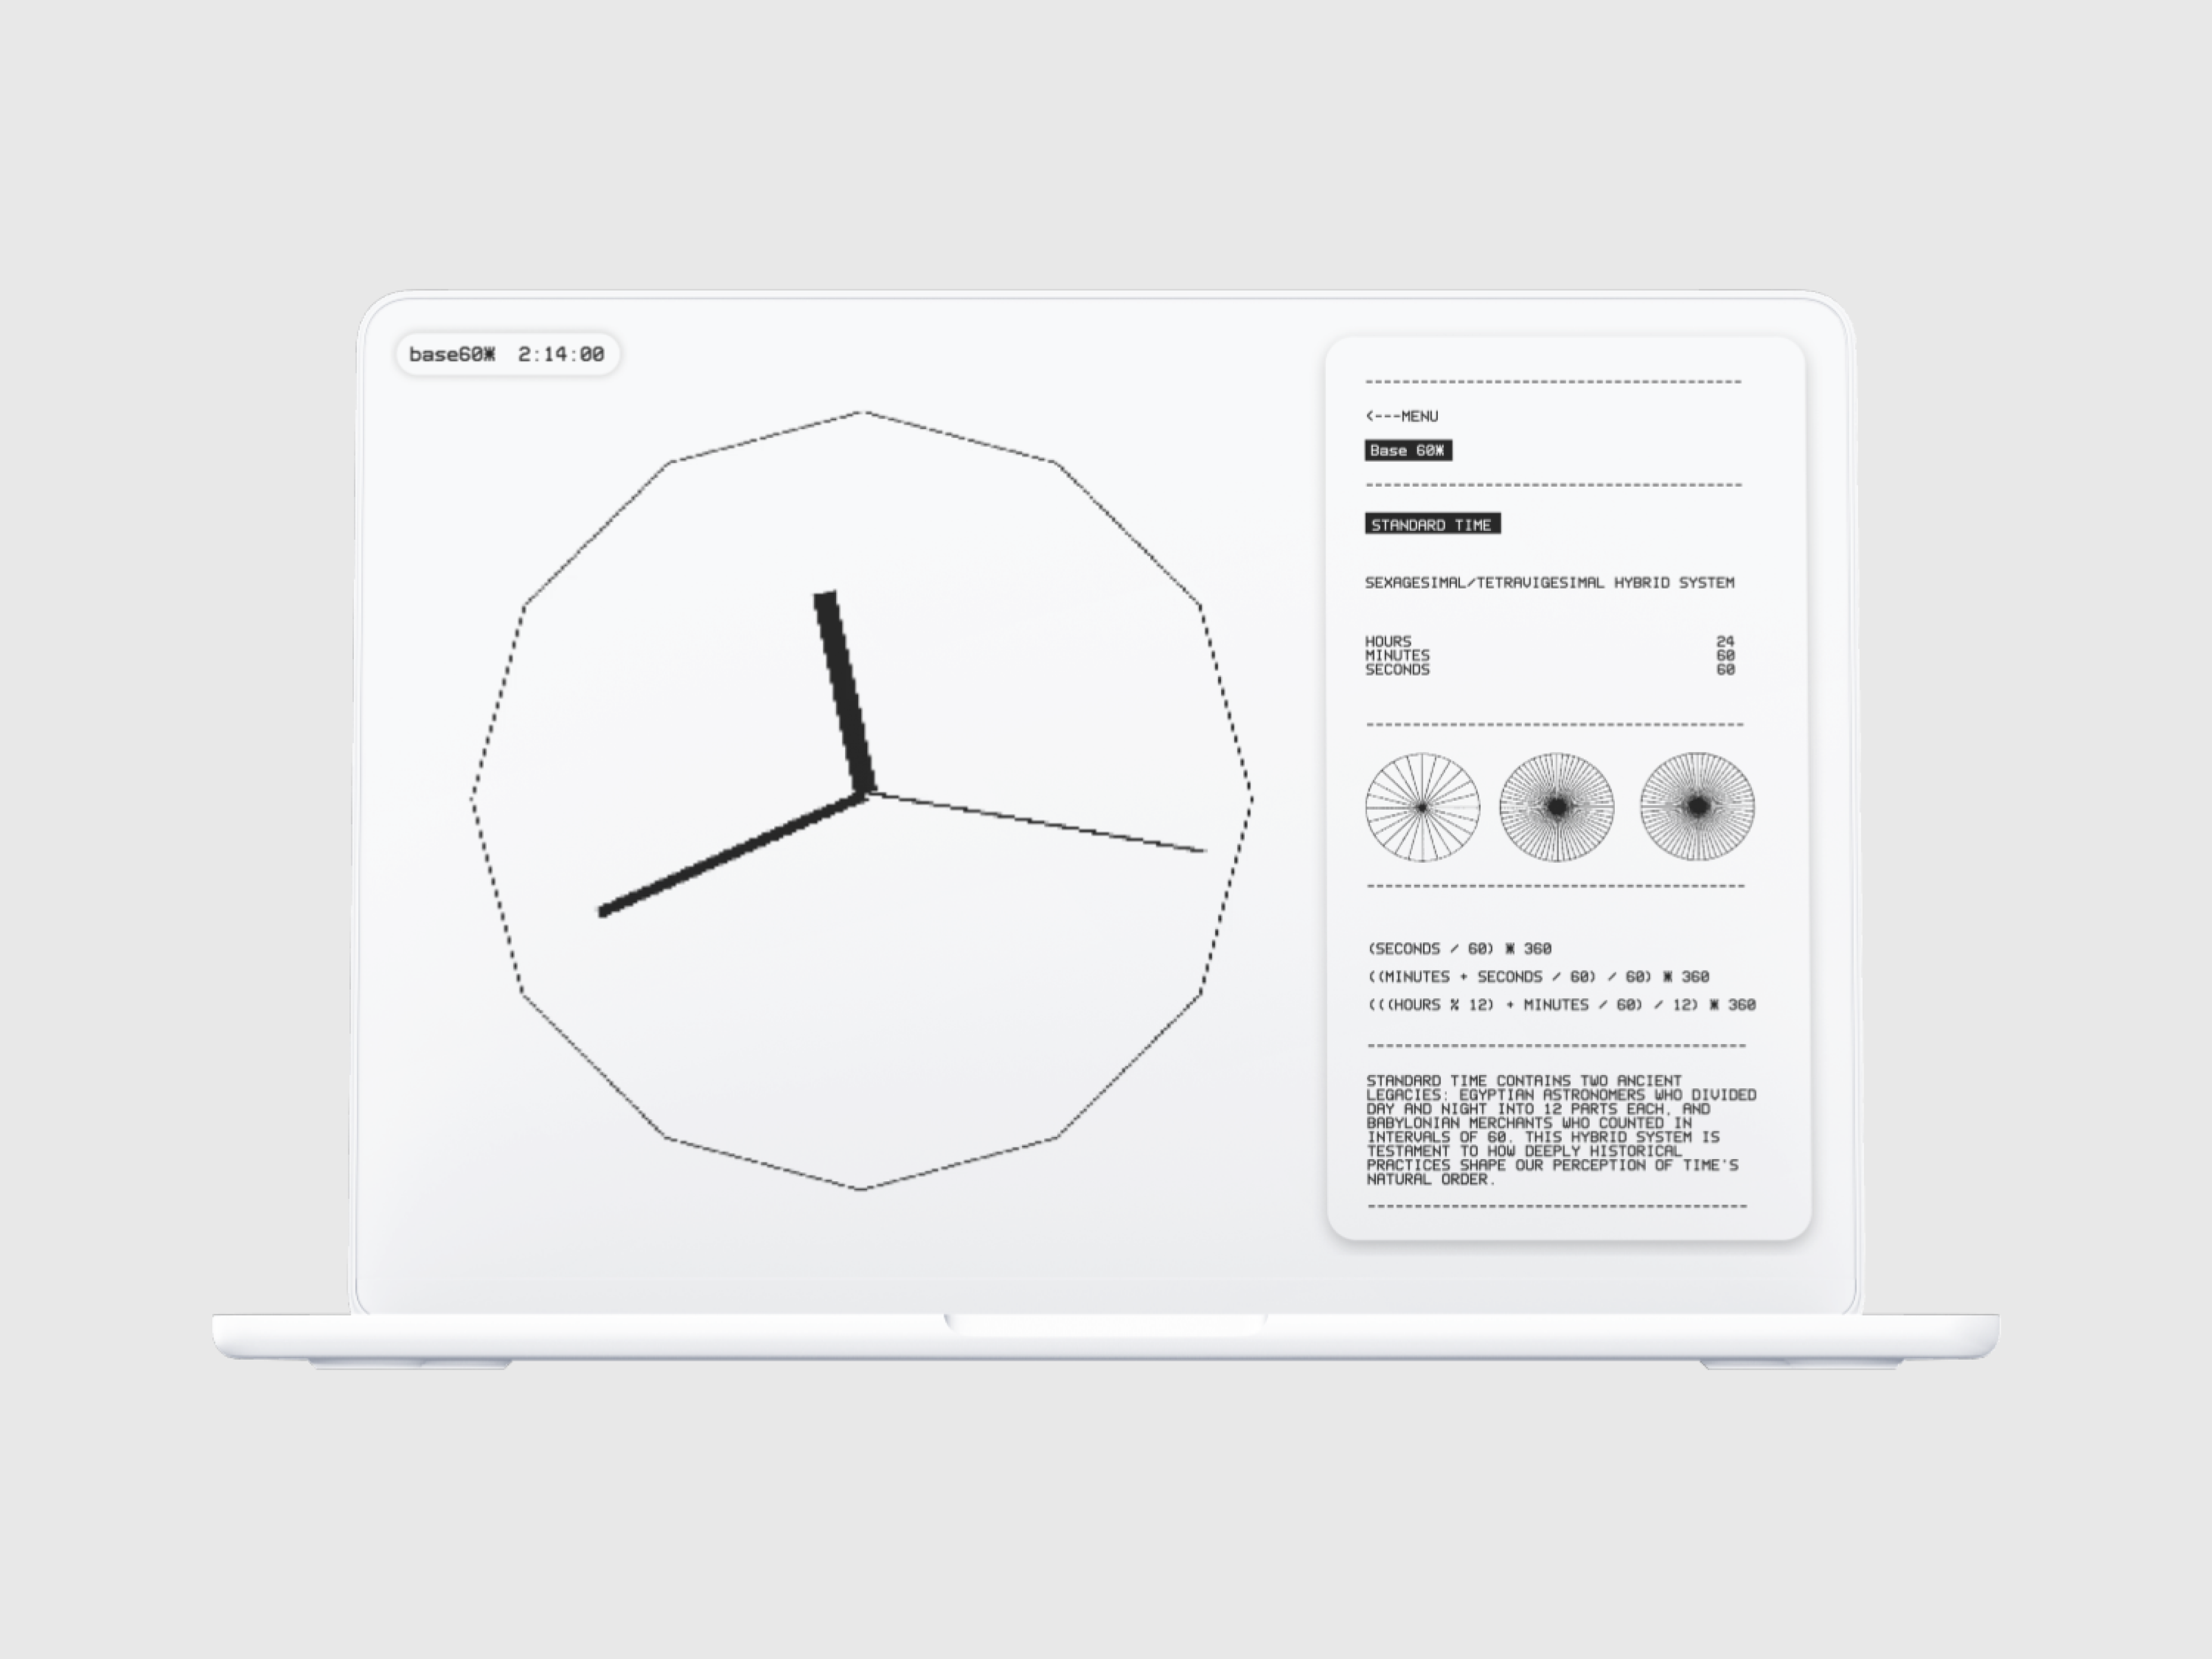 base60Ж 2:14:00
----------------------------------------
<---MENU
Base 60Ж
----------------------------------------
STANDARD TIME
SEXAGESIMAL/TETRAVIGESIMAL HYBRID SYSTEM
HOURS 24
MINUTES 60
SECONDS 60
----------------------------------------
----------------------------------------
(SECONDS / 60) Ж 360
((MINUTES + SECONDS / 60) / 60) Ж 360
(((HOURS % 12) + MINUTES / 60) / 12) Ж 360
----------------------------------------
STANDARD TIME CONTAINS TWO ANCIENT
LEGACIES: EGYPTIAN ASTRONOMERS WHO DIVIDED
DAY AND NIGHT INTO 12 PARTS EACH, AND
BABYLONIAN MERCHANTS WHO COUNTED IN
INTERVALS OF 60. THIS HYBRID SYSTEM IS
TESTAMENT TO HOW DEEPLY HISTORICAL
PRACTICES SHAPE OUR PERCEPTION OF TIME'S
NATURAL ORDER.
----------------------------------------